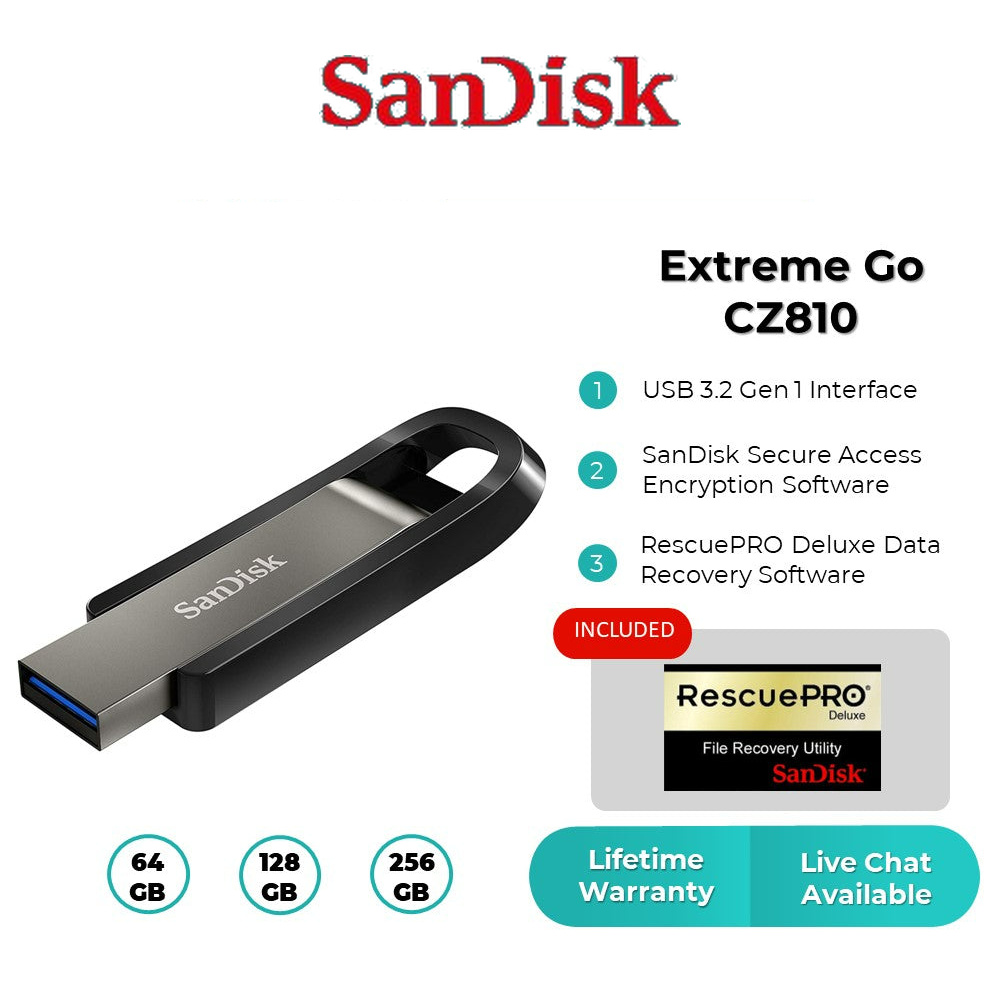 SanDisk
Extreme Go
CZ810
1 USB 3.2 Gen 1 Interface
2 SanDisk Secure Access
Encryption Software
3 RescuePRO Deluxe Data
Recovery Software
SanDisk
INCLUDED
RescuePRO®
Deluxe
File Recovery Utility
SanDisk®
64
GB
128
GB
256
GB
Lifetime
Warranty
Live Chat
Available